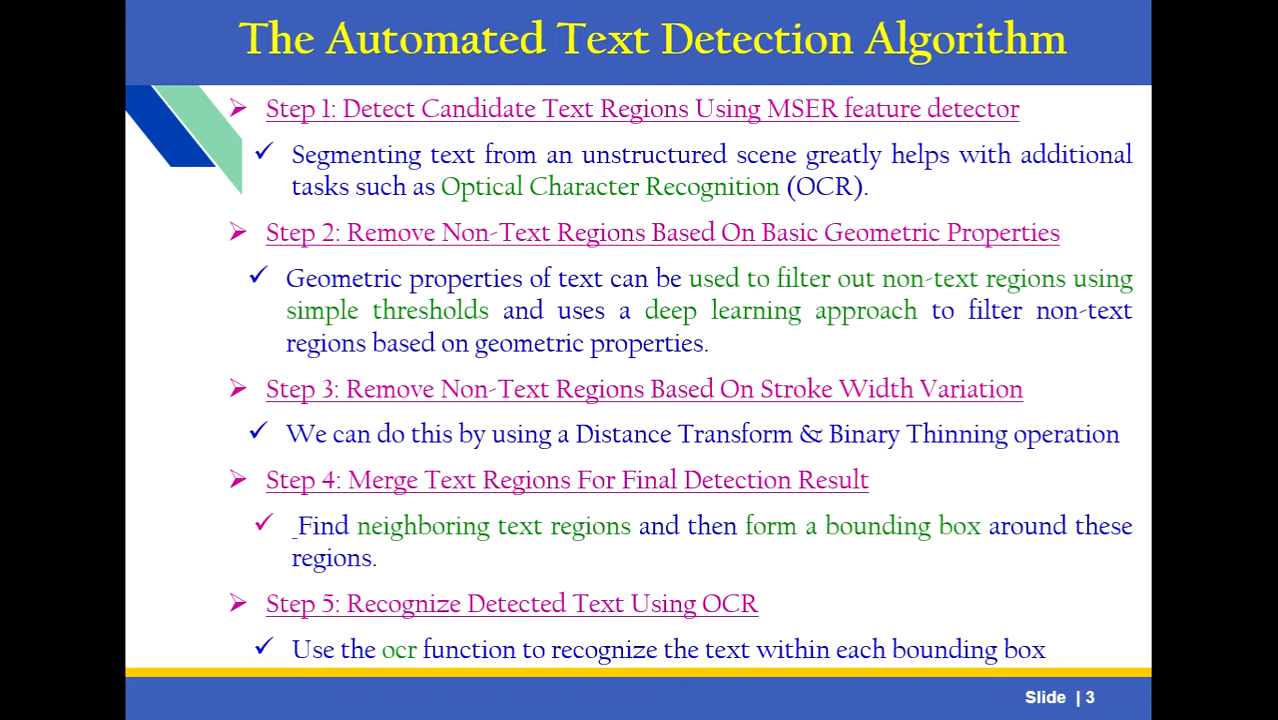 The Automated Text Detection Algorithm
Step 1: Detect Candidate Text Regions Using MSER feature detector
Segmenting text from an unstructured scene greatly helps with additional
tasks such as Optical Character Recognition (OCR).
Step 2: Remove Non-Text Regions Based On Basic Geometric Properties
Geometric properties of text can be used to filter out non-text regions using
simple thresholds and uses a deep learning approach to filter non-text
regions based on geometric properties.
Step 3: Remove Non-Text Regions Based On Stroke Width Variation
We can do this by using a Distance Transform & Binary Thinning operation
Step 4: Merge Text Regions For Final Detection Result
Find neighboring text regions and then form a bounding box around these
regions.
Step 5: Recognize Detected Text Using OCR
Use the ocr function to recognize the text within each bounding box
Slide | 3